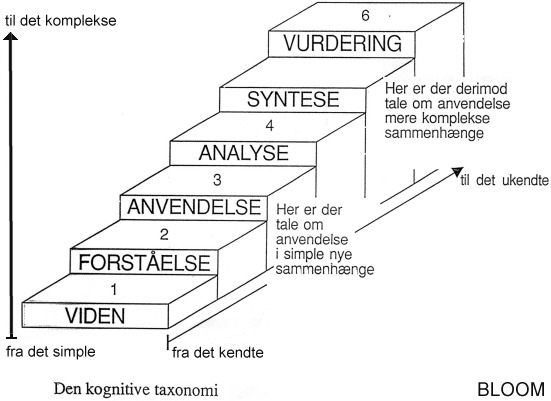 til det komplekse
6
VURDERING
Her er der derimod
tale om anvendelse
mere komplekse
sammenhænge
SYNTESE
4
ANALYSE
til det ukendte
3
ANVENDELSE
Her er der
tale om
anvendelse
i simple nye
sammenhænge
2
FORSTÅELSE
1
VIDEN
fra det simple
fra det kendte
Den kognitive taxonomi
BLOOM